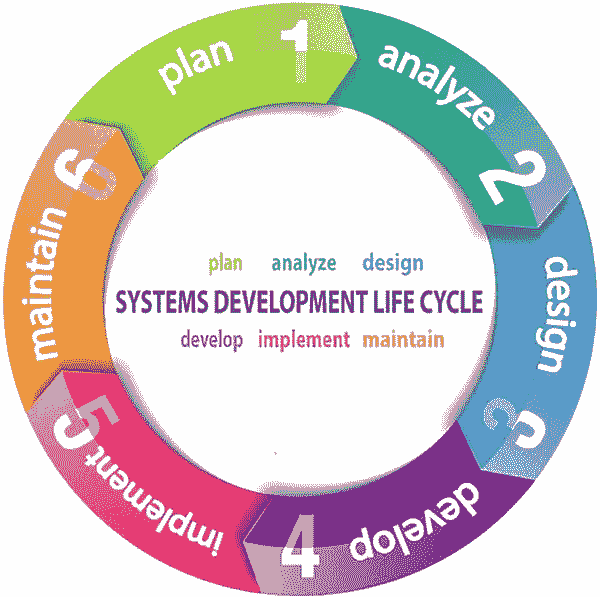 plan 1
analyze 2
design 3
develop 4
implement 5
maintain 6
plan analyze design
SYSTEMS DEVELOPMENT LIFE CYCLE
develop implement maintain